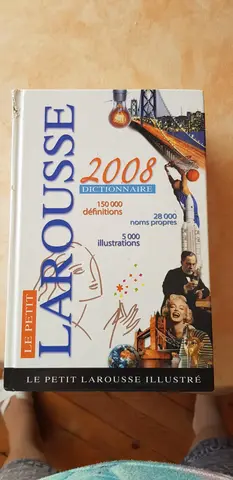 LE PETIT
LAROUSSE
2008
DICTIONNAIRE
150 000
définitions
28 000
noms propres
5 000
illustrations
LE PETIT LAROUSSE ILLUSTRÉ